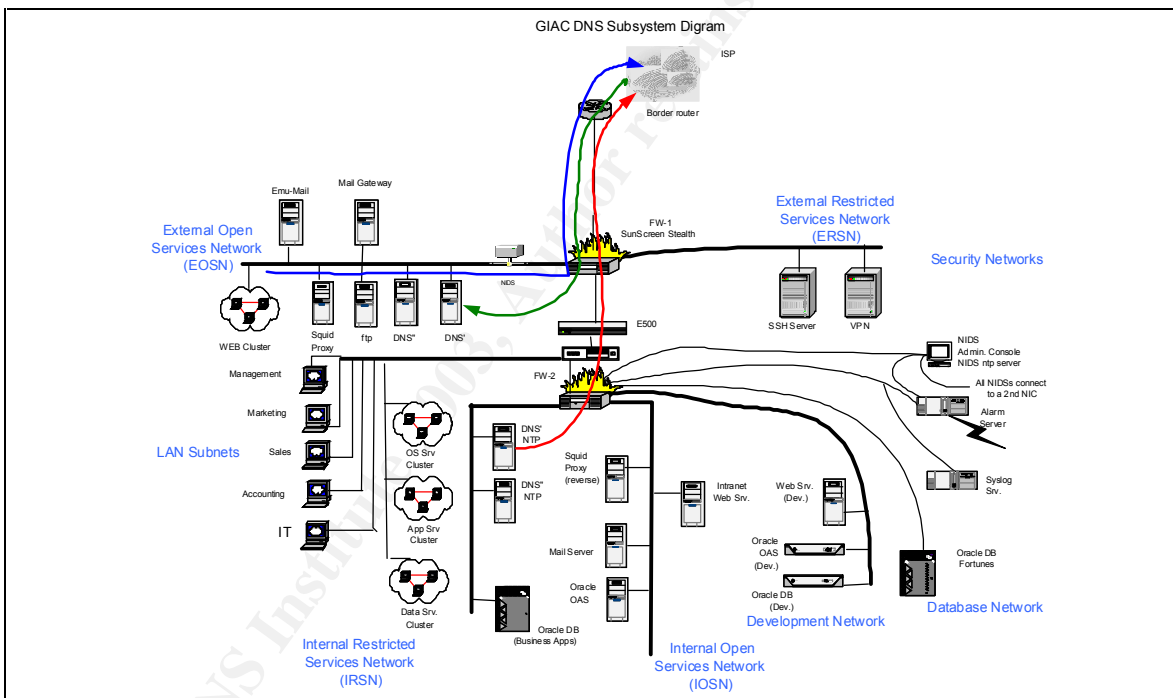 GIAC DNS Subsystem Digram
ISP
Border router
Emu-Mail
Mail Gateway
External Open
Services Network
(EOSN)
FW-1
SunScreen Stealth
External Restricted
Services Network
(ERSN)
Security Networks
NIDS
WEB Cluster
Squid
Proxy
ftp
DNS"
DNS'
SSH Server
VPN
E500
FW-2
NIDS
Admin. Console
NIDS ntp server
All NIDSs connect
to a 2nd NIC
Alarm
Server
Syslog
Srv.
Management
Marketing
LAN Subnets
Sales
Accounting
IT
OS Srv
Cluster
App Srv
Cluster
Data Srv.
Cluster
DNS'
NTP
DNS"
NTP
Oracle DB
(Business Apps)
Squid
Proxy
(reverse)
Mail Server
Oracle
OAS
Intranet
Web Srv.
Web Srv.
(Dev.)
Oracle
OAS
(Dev.)
Oracle DB
(Dev.)
Oracle DB
Fortunes
Database Network
Development Network
Internal Restricted
Services Network
(IRSN)
Internal Open
Services Network
(IOSN)
NS Institute 2003, Author retains